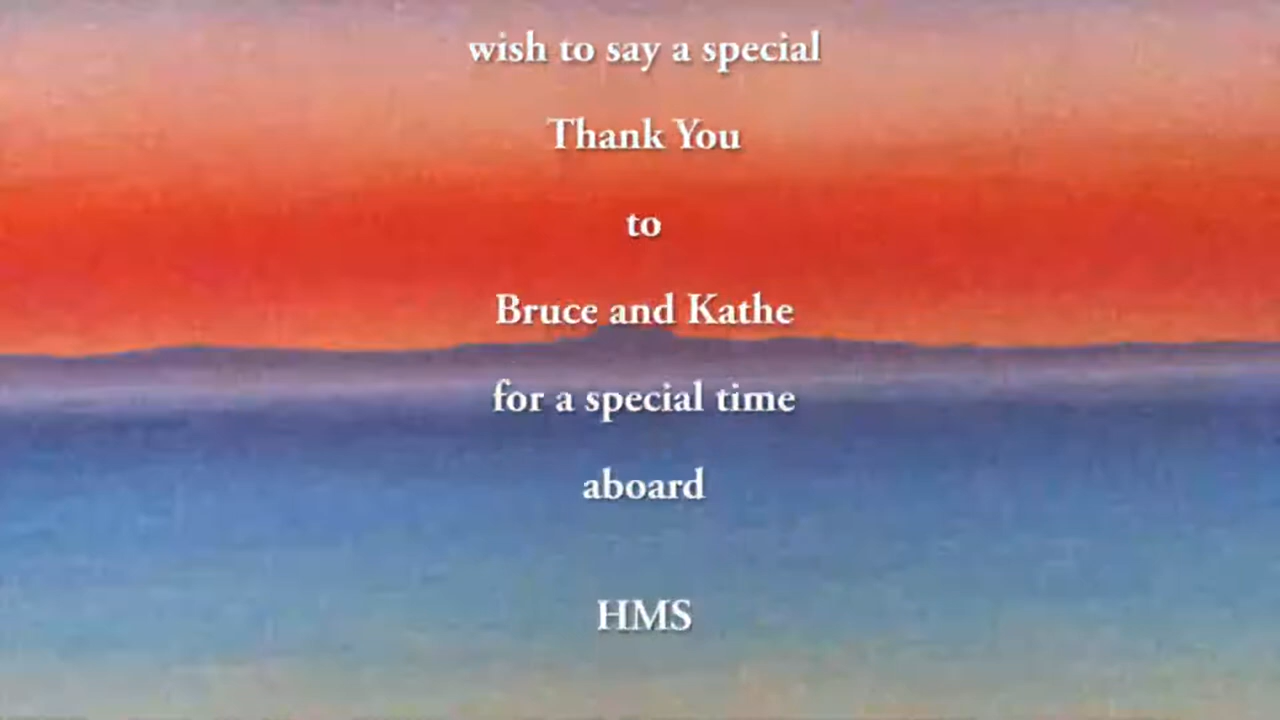 wish to say a special
Thank You
to
Bruce and Kathe
for a special time
aboard
HMS